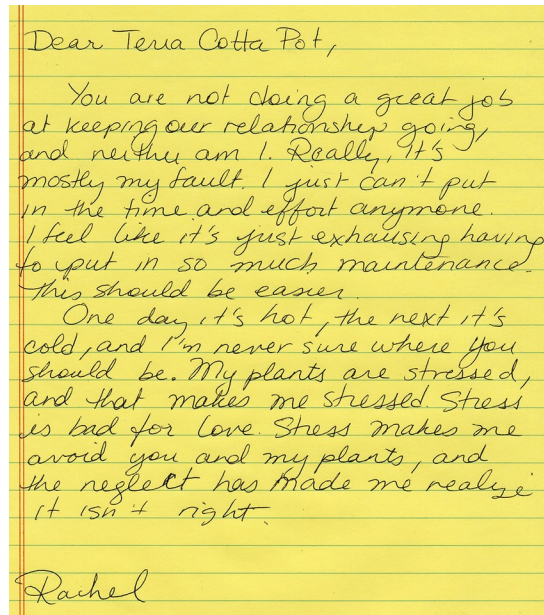 Dear Terra Cotta Pot,
You are not doing a great job
at keeping our relationship going,
and neither am I. Really, it's
mostly my fault. I just can't put
in the time and effort anymore.
I feel like it's just exhausing having
to put in so much maintenance.
This should be easier.
One day it's hot, the next it's
cold, and I'm never sure where you
should be. My plants are stressed,
and that makes me stressed. Stress
is bad for love. Stress makes me
avoid you and my plants, and
the neglect has made me realize
it isn't right.
Rachel